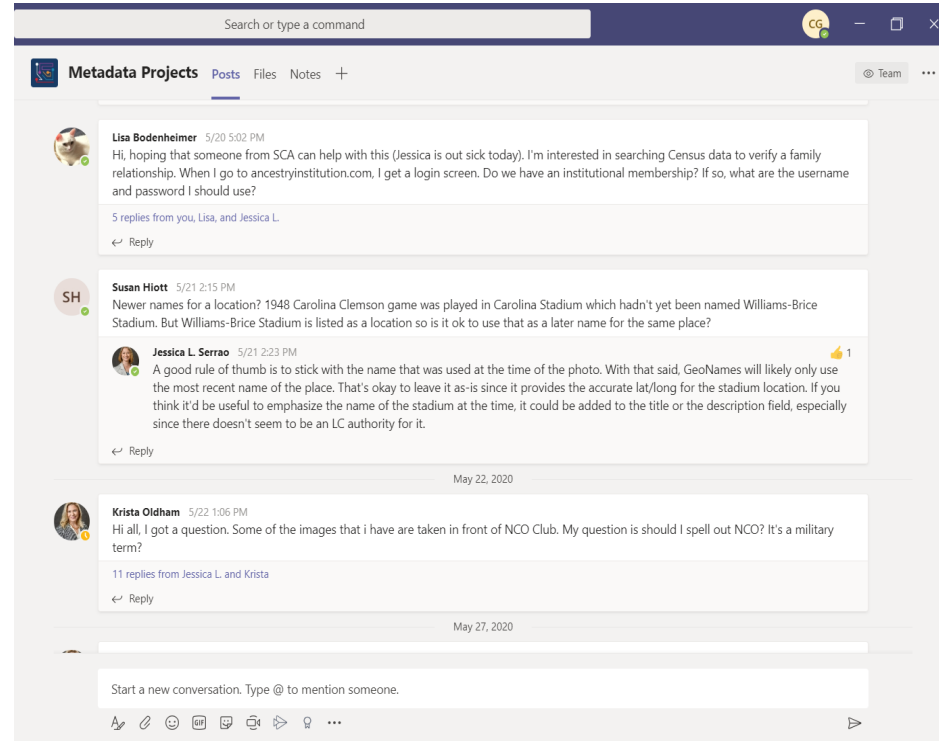 Search or type a command
CG
Metadata Projects Posts Files Notes +
Team
Lisa Bodenheimer 5/20 5:02 PM
Hi, hoping that someone from SCA can help with this (Jessica is out sick today). I'm interested in searching Census data to verify a family
relationship. When I go to ancestryinstitution.com, I get a login screen. Do we have an institutional membership? If so, what are the username
and password I should use?
5 replies from you, Lisa, and Jessica L.
Reply
SH
Susan Hiott 5/21 2:15 PM
Newer names for a location? 1948 Carolina Clemson game was played in Carolina Stadium which hadn't yet been named Williams-Brice
Stadium. But Williams-Brice Stadium is listed as a location so is it ok to use that as a later name for the same place?
Jessica L. Serrao 5/21 2:23 PM
1
A good rule of thumb is to stick with the name that was used at the time of the photo. With that said, GeoNames will likely only use
the most recent name of the place. That's okay to leave it as-is since it provides the accurate lat/long for the stadium location. If you
think it'd be useful to emphasize the name of the stadium at the time, it could be added to the title or the description field, especially
since there doesn't seem to be an LC authority for it.
Reply
May 22, 2020
Krista Oldham 5/22 1:06 PM
Hi all, I got a question. Some of the images that i have are taken in front of NCO Club. My question is should I spell out NCO? It's a military
term?
11 replies from Jessica L. and Krista
Reply
May 27, 2020
Start a new conversation. Type @ to mention someone.
GIF